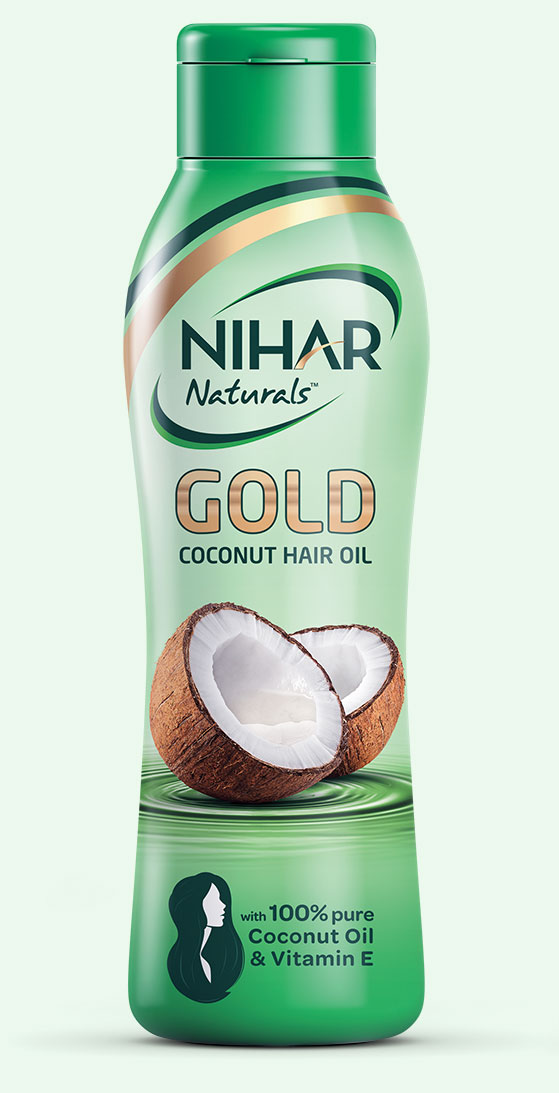 NIHAR
Naturals™
GOLD
COCONUT HAIR OIL
with 100% pure
Coconut Oil
& Vitamin E